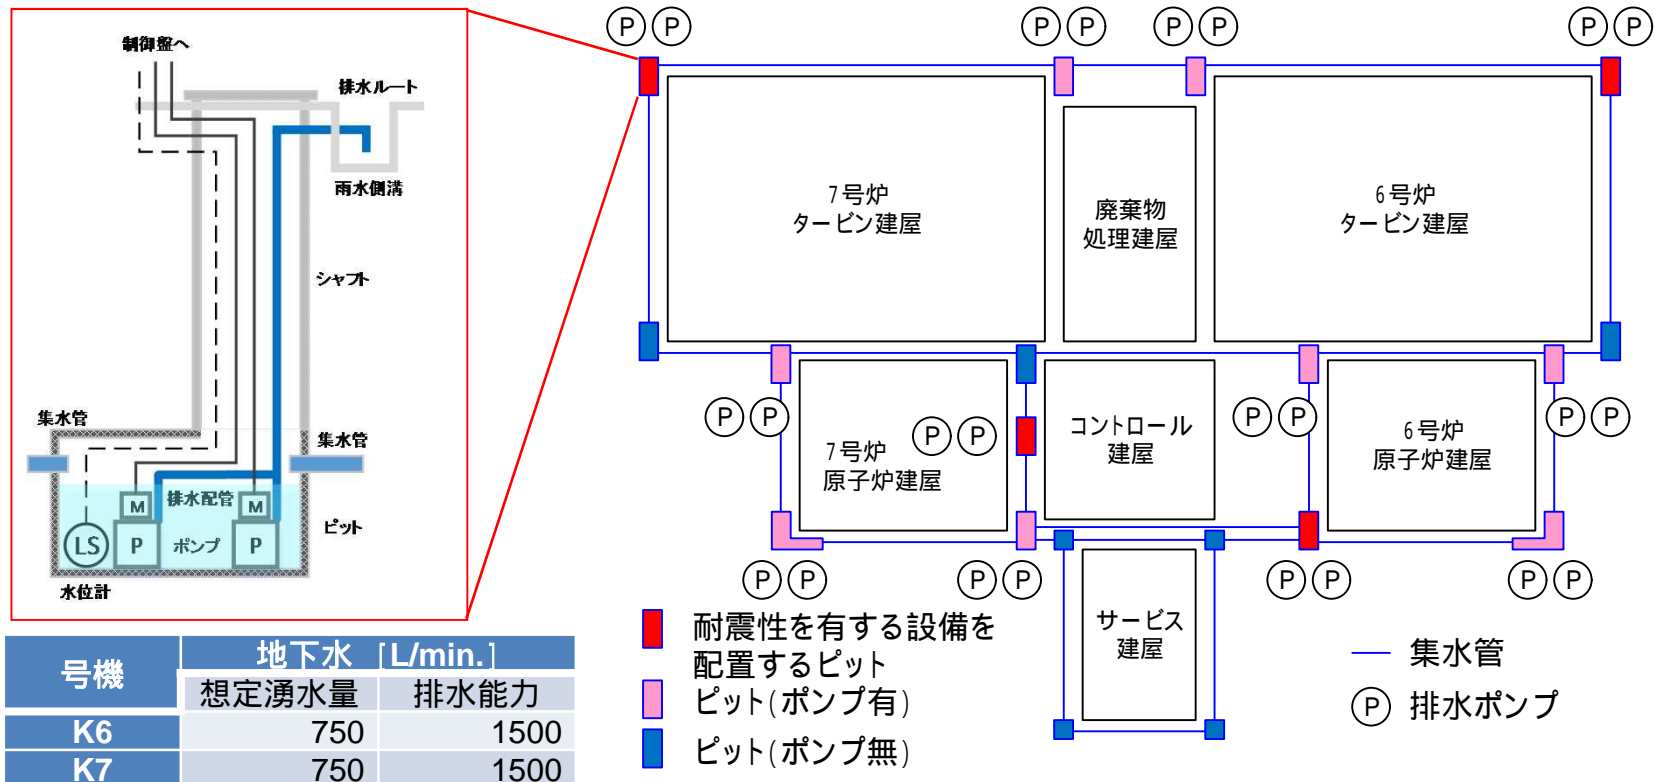 制御盤へ
排水ルート
雨水側溝
シャフト
集水管
集水管
排水配管
M
M
ピット
LS
P
ポンプ
P
水位計
P P
P P
P P
P P
7号炉
タービン建屋
廃棄物
処理建屋
6号炉
タービン建屋
P P
P P
P P
P P
7号炉
原子炉建屋
コントロール
建屋
6号炉
原子炉建屋
P P
P P
P P
P P
サービス
建屋
耐震性を有する設備を
配置するピット
ピット(ポンプ有)
ピット(ポンプ無)
集水管
P 排水ポンプ
号機 地下水 [L/min.]
想定湧水量 排水能力
K6 750 1500
K7 750 1500